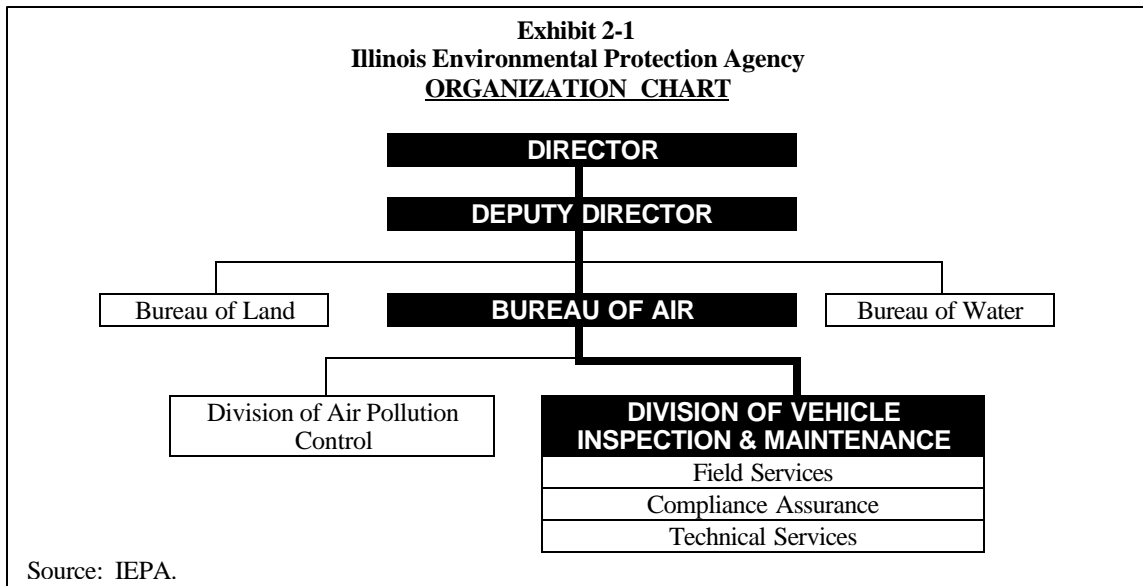 Exhibit 2-1
Illinois Environmental Protection Agency
ORGANIZATION CHART
DIRECTOR
DEPUTY DIRECTOR
Bureau of Land
BUREAU OF AIR
Bureau of Water
Division of Air Pollution
Control
DIVISION OF VEHICLE
INSPECTION & MAINTENANCE
Field Services
Compliance Assurance
Technical Services
Source: IEPA.